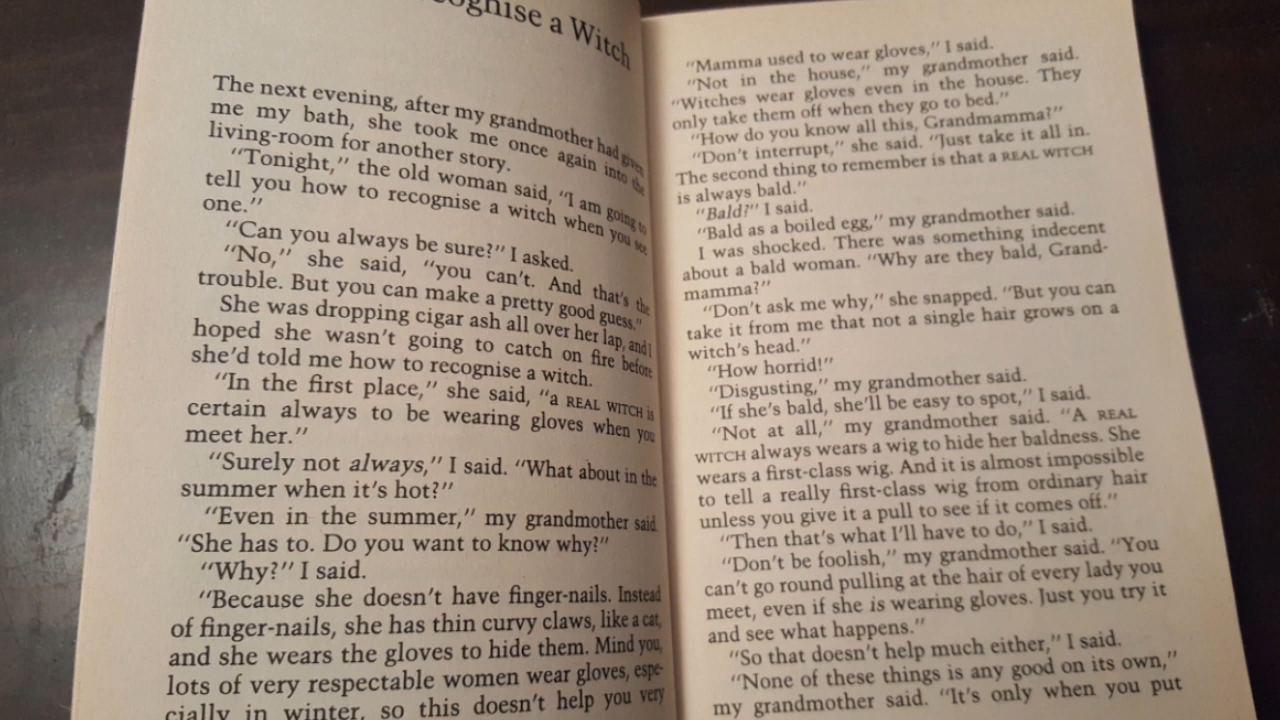 ecognise a Witch
The next evening, after my grandmother had given
me my bath, she took me once again into the
living-room for another story.
“Tonight,” the old woman said, “I am going to
tell you how to recognise a witch when you see
one.”
“Can you always be sure?” I asked.
“No,” she said, “you can't. And that's the
trouble. But you can make a pretty good guess.”
She was dropping cigar ash all over her lap, and I
hoped she wasn't going to catch on fire before
she'd told me how to recognise a witch.
“In the first place,” she said, “a REAL WITCH is
certain always to be wearing gloves when you
meet her.”
“Surely not always,” I said. “What about in the
summer when it's hot?”
“Even in the summer,” my grandmother said.
“She has to. Do you want to know why?”
“Why?” I said.
“Because she doesn't have finger-nails. Instead
of finger-nails, she has thin curvy claws, like a cat,
and she wears the gloves to hide them. Mind you,
lots of very respectable women wear gloves, espe-
cially in winter, so this doesn't help you very
“Mamma used to wear gloves,” I said.
“Not in the house,” my grandmother said.
“Witches wear gloves even in the house. They
only take them off when they go to bed.”
“How do you know all this, Grandmamma?”
“Don't interrupt,” she said. “Just take it all in.
The second thing to remember is that a REAL WITCH
is always bald.”
“Bald?” I said.
“Bald as a boiled egg,” my grandmother said.
I was shocked. There was something indecent
about a bald woman. “Why are they bald, Grand-
mamma?”
“Don't ask me why,” she snapped. “But you can
take it from me that not a single hair grows on a
witch's head.”
“How horrid!”
“Disgusting,” my grandmother said.
“If she's bald, she'll be easy to spot,” I said.
“Not at all,” my grandmother said. “A REAL
WITCH always wears a wig to hide her baldness. She
wears a first-class wig. And it is almost impossible
to tell a really first-class wig from ordinary hair
unless you give it a pull to see if it comes off.”
“Then that's what I'll have to do,” I said.
“Don't be foolish,” my grandmother said. “You
can't go round pulling at the hair of every lady you
meet, even if she is wearing gloves. Just you try it
and see what happens.”
“So that doesn't help much either,” I said.
“None of these things is any good on its own,”
my grandmother said. “It's only when you put